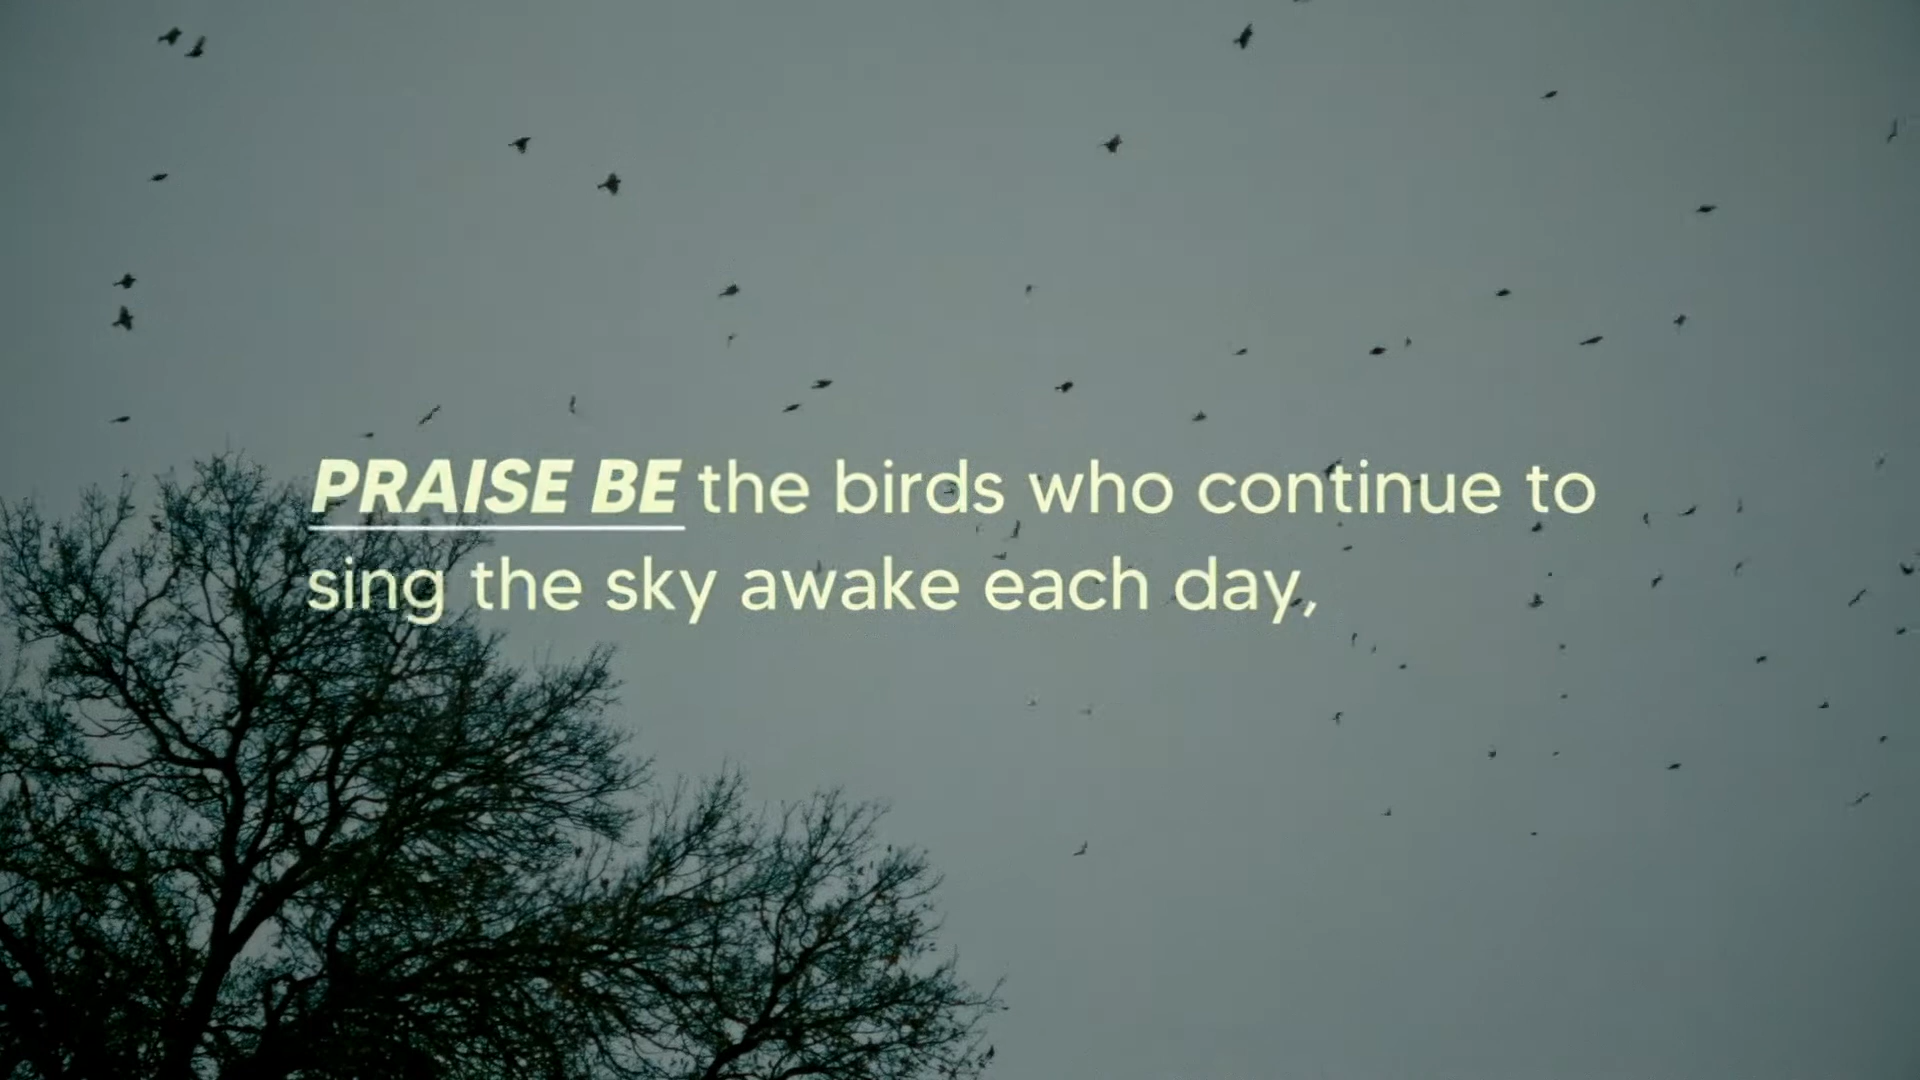 PRAISE BE the birds who continue to
sing the sky awake each day,